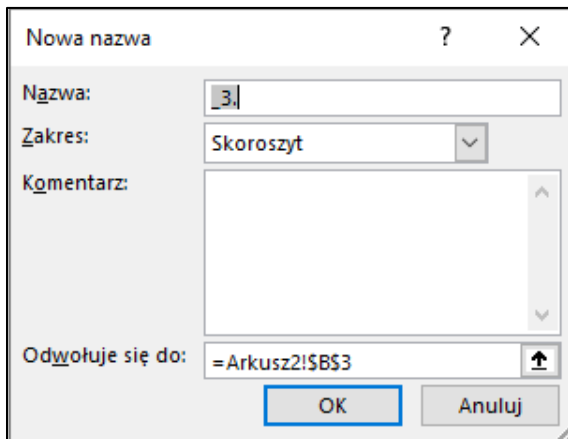 Nowa nazwa ?
Nazwa: _3.
Zakres: Skoroszyt
Komentarz:
Odwołuje się do: =Arkusz2!$B$3
OK Anuluj